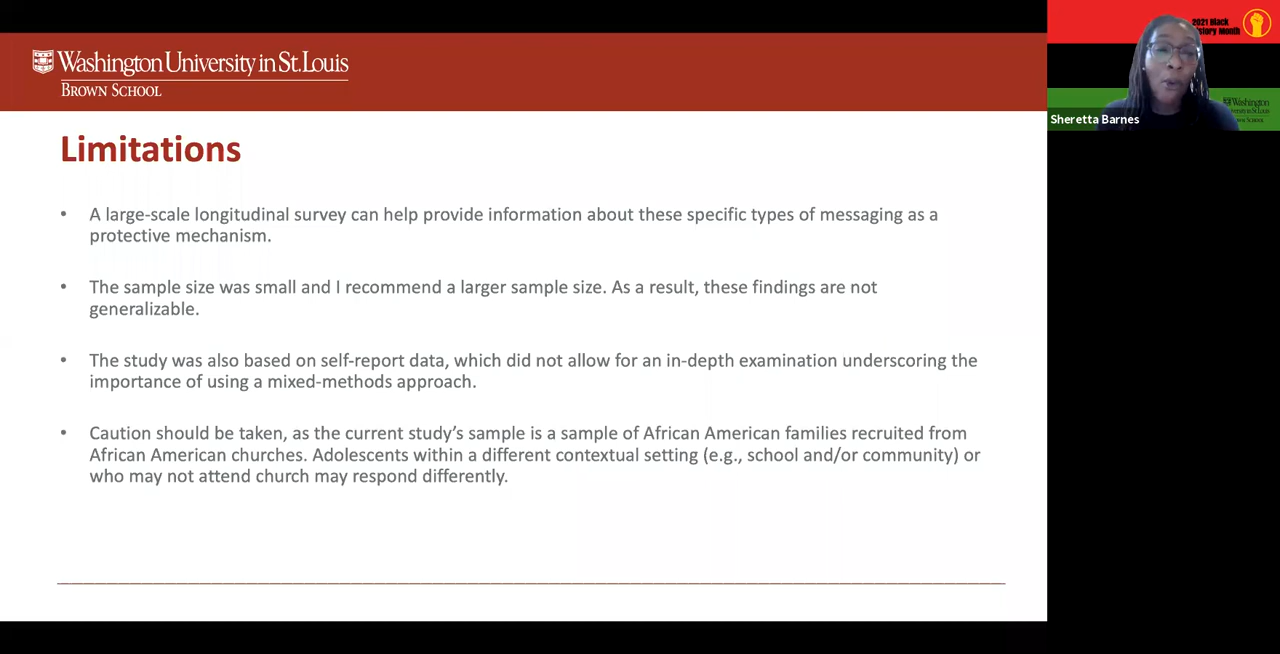 Washington University in St. Louis
BROWN SCHOOL
Limitations
• A large-scale longitudinal survey can help provide information about these specific types of messaging as a
protective mechanism.
• The sample size was small and I recommend a larger sample size. As a result, these findings are not
generalizable.
• The study was also based on self-report data, which did not allow for an in-depth examination underscoring the
importance of using a mixed-methods approach.
• Caution should be taken, as the current study's sample is a sample of African American families recruited from
African American churches. Adolescents within a different contextual setting (e.g., school and/or community) or
who may not attend church may respond differently.
2021 Black
story Month
Washington
Sheretta Barnes